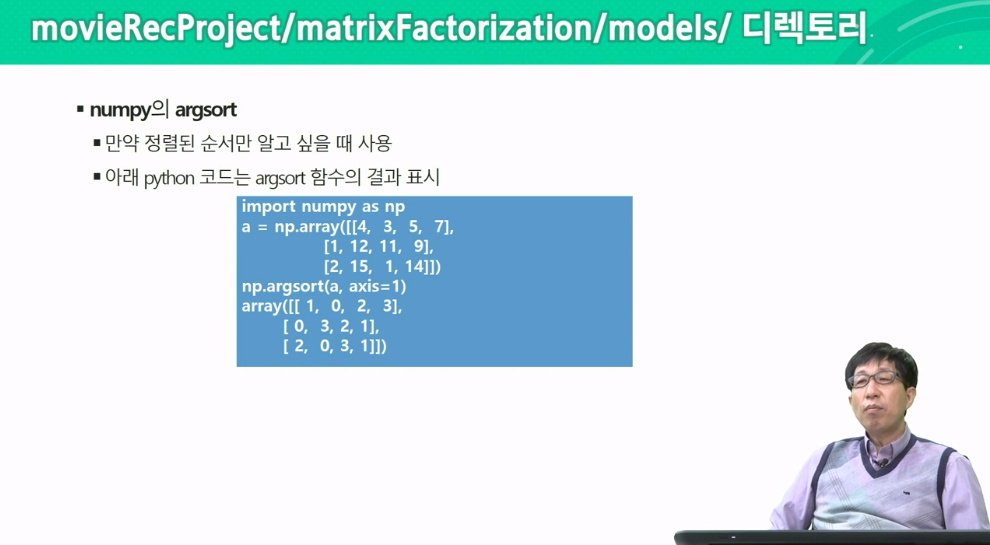 movieRecProject/matrixFactorization/models/ 디렉토리
▪ numpy의 argsort
▪ 만약 정렬된 순서만 알고 싶을 때 사용
▪ 아래 python 코드는 argsort 함수의 결과 표시
import numpy as np
a = np.array([[4, 3, 5, 7],
[1, 12, 11, 9],
[2, 15, 1, 14]])
np.argsort(a, axis=1)
array([[ 1, 0, 2, 3],
[ 0, 3, 2, 1],
[ 2, 0, 3, 1]])